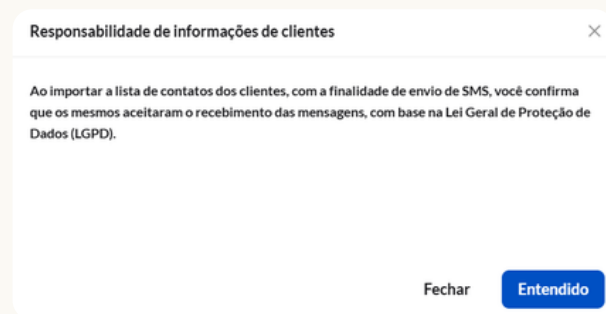 Responsabilidade de informações de clientes
Ao importar a lista de contatos dos clientes, com a finalidade de envio de SMS, você confirma
que os mesmos aceitaram o recebimento das mensagens, com base na Lei Geral de Proteção de
Dados (LGPD).
Fechar Entendido